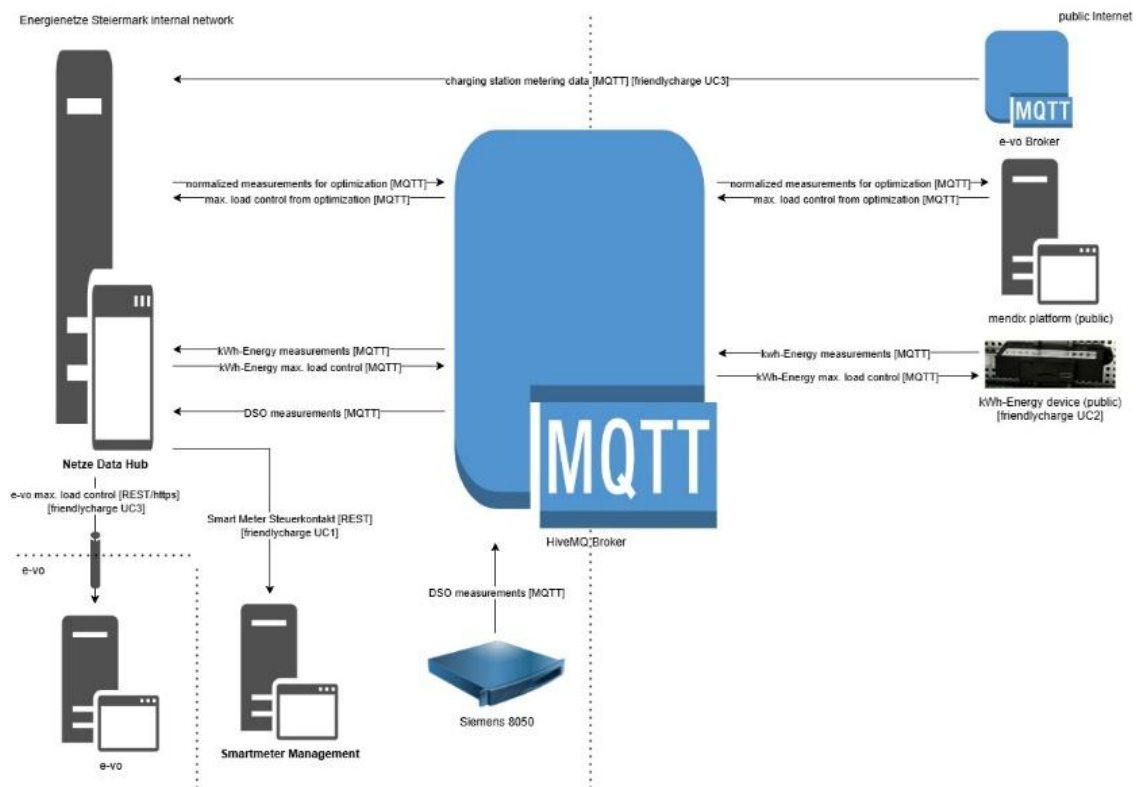 Energienetze Steiermark internal network
public Internet
charging station metering data [MQTT] [friendlycharge UC3]
MQTT
e-vo Broker
normalized measurements for optimization [MQTT]
max. load control from optimization [MQTT]
normalized measurements for optimization [MQTT]
max. load control from optimization [MQTT]
mendix platform (public)
kWh-Energy measurements [MQTT]
kWh-Energy max. load control [MQTT]
kwh-Energy measurements [MQTT]
kWh-Energy max. load control [MQTT]
kWh-Energy device (public)
[friendlycharge UC2]
DSO measurements [MQTT]
MQTT
HiveMQ Broker
Netze Data Hub
e-vo max. load control [REST/https]
[friendlycharge UC3]
Smart Meter Steuerkontakt [REST]
[friendlycharge UC1]
e-vo
DSO measurements [MQTT]
Siemens 8050
Smartmeter Management
e-vo